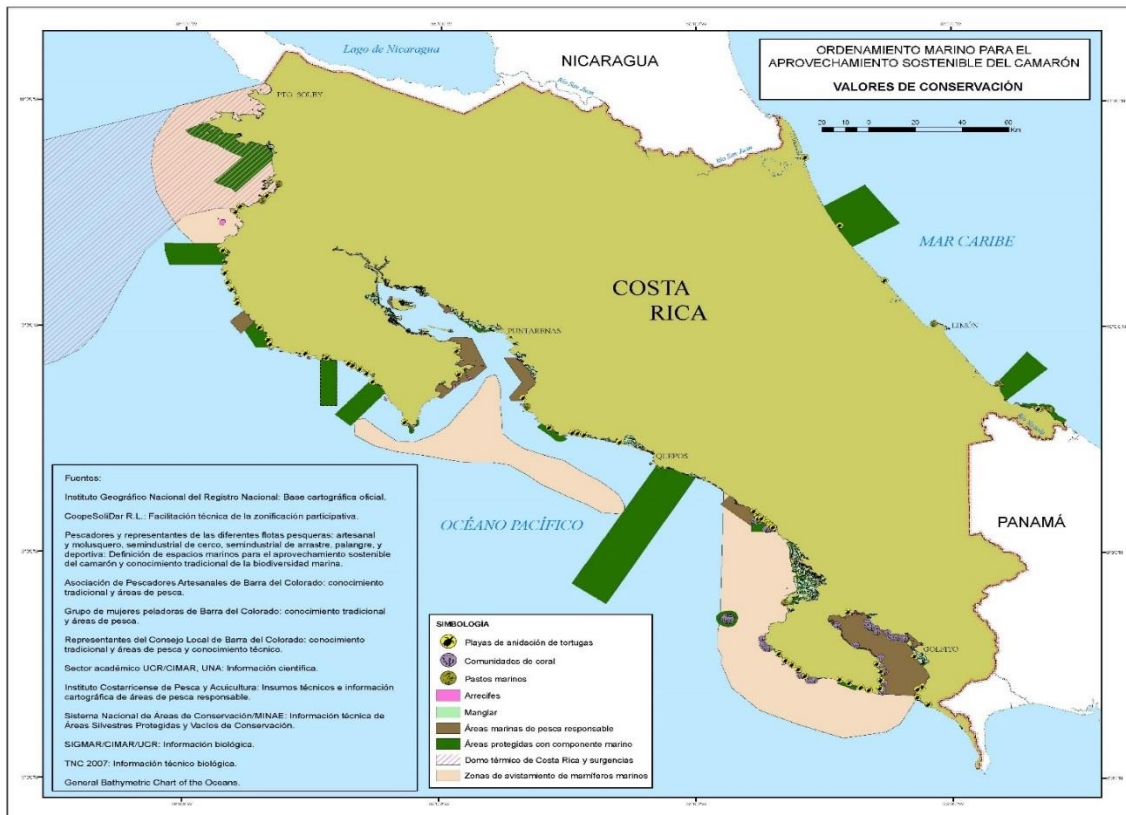 Lago de Nicaragua
NICARAGUA
Río San Juan
Río San Juan
PTO. SOLEY
ORDENAMIENTO MARINO PARA EL
APROVECHAMIENTO SOSTENIBLE DEL CAMARÓN
VALORES DE CONSERVACIÓN
20 10 0 20 40 60
Km
MAR CARIBE
COSTA
RICA
PUNTARENAS
LIMÓN
QUEPOS
OCÉANO PACÍFICO
PANAMÁ
GOLFITO
Fuentes:
Instituto Geográfico Nacional del Registro Nacional: Base cartográfica oficial.
CoopeSoliDar R.L.: Facilitación técnica de la zonificación participativa.
Pescadores y representantes de las diferentes flotas pesqueras: artesanal
y molusquero, semindustrial de cerco, semindustrial de arrastre, palangre, y
deportiva: Definición de espacios marinos para el aprovechamiento sostenible
del camarón y conocimiento tradicional de la biodiversidad marina.
Asociación de Pescadores Artesanales de Barra del Colorado: conocimiento
tradicional y áreas de pesca.
Grupo de mujeres peladoras de Barra del Colorado: conocimiento tradicional
y áreas de pesca.
Representantes del Consejo Local de Barra del Colorado: conocimiento
tradicional y áreas de pesca y conocimiento técnico.
Sector académico UCR/CIMAR, UNA: Información científica.
Instituto Costarricense de Pesca y Acuicultura: Insumos técnicos e información
cartográfica de áreas de pesca responsable.
Sistema Nacional de Áreas de Conservación/MINAE: Información técnica de
Áreas Silvestres Protegidas y Vacíos de Conservación.
SIGMAR/CIMAR/UCR: Información biológica.
TNC 2007: Información técnico biológica.
General Bathymetric Chart of the Oceans.
SIMBOLOGÍA
Playas de anidación de tortugas
Comunidades de coral
Pastos marinos
Arrecifes
Manglar
Áreas marinas de pesca responsable
Áreas protegidas con componente marino
Domo térmico de Costa Rica y surgencias
Zonas de avistamiento de mamíferos marinos